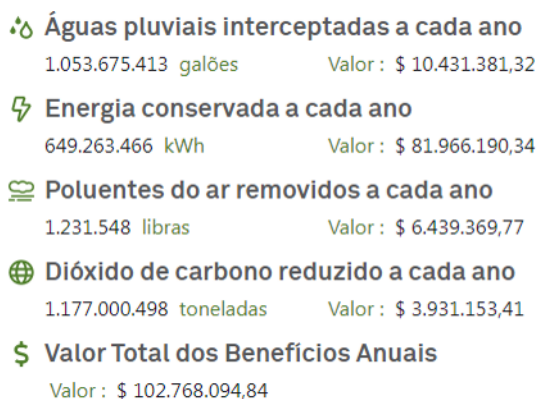 Águas pluviais interceptadas a cada ano
1.053.675.413 galões Valor : $ 10.431.381,32
Energia conservada a cada ano
649.263.466 kWh Valor : $ 81.966.190,34
Poluentes do ar removidos a cada ano
1.231.548 libras Valor : $ 6.439.369,77
Dióxido de carbono reduzido a cada ano
1.177.000.498 toneladas Valor : $ 3.931.153,41
Valor Total dos Benefícios Anuais
Valor : $ 102.768.094,84